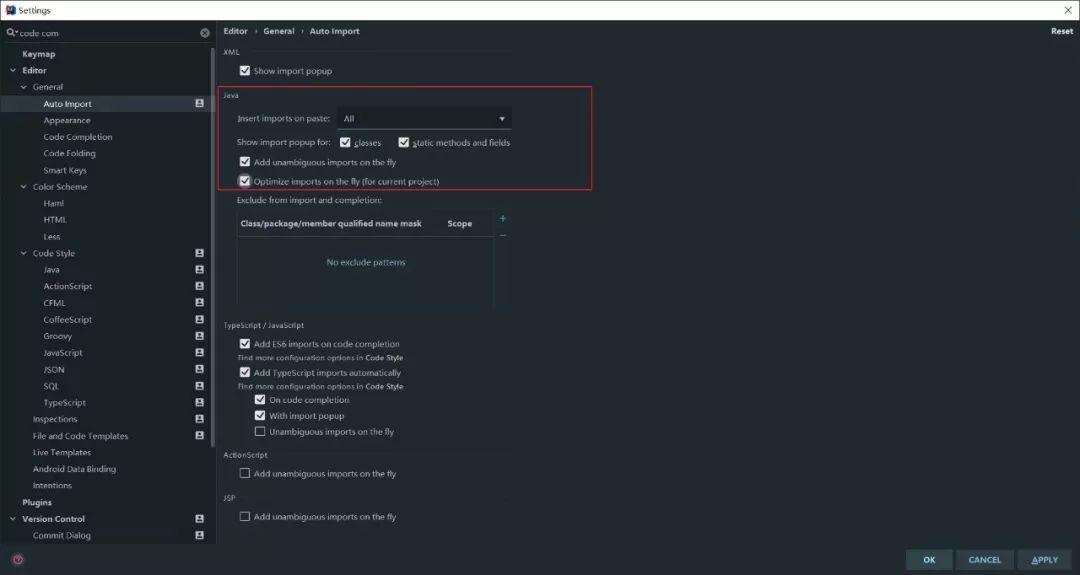 Settings
code com
Keymap
Editor
General
Auto Import
Appearance
Code Completion
Code Folding
Smart Keys
Color Scheme
Haml
HTML
Less
Code Style
Java
ActionScript
CFML
CoffeeScript
Groovy
JavaScript
JSON
SQL
TypeScript
Inspections
File and Code Templates
Live Templates
Android Data Binding
Intentions
Plugins
Version Control
Commit Dialog
Editor › General › Auto Import
Reset
XML
Show import popup
Java
Insert imports on paste: All
Show import popup for: classes static methods and fields
Add unambiguous imports on the fly
Optimize imports on the fly (for current project)
Exclude from import and completion:
Class/package/member qualified name mask Scope
No exclude patterns
TypeScript / JavaScript
Add ES6 imports on code completion
Find more configuration options in Code Style
Add TypeScript imports automatically
Find more configuration options in Code Style
On code completion
With import popup
Unambiguous imports on the fly
ActionScript
Add unambiguous imports on the fly
JSP
Add unambiguous imports on the fly
OK CANCEL APPLY